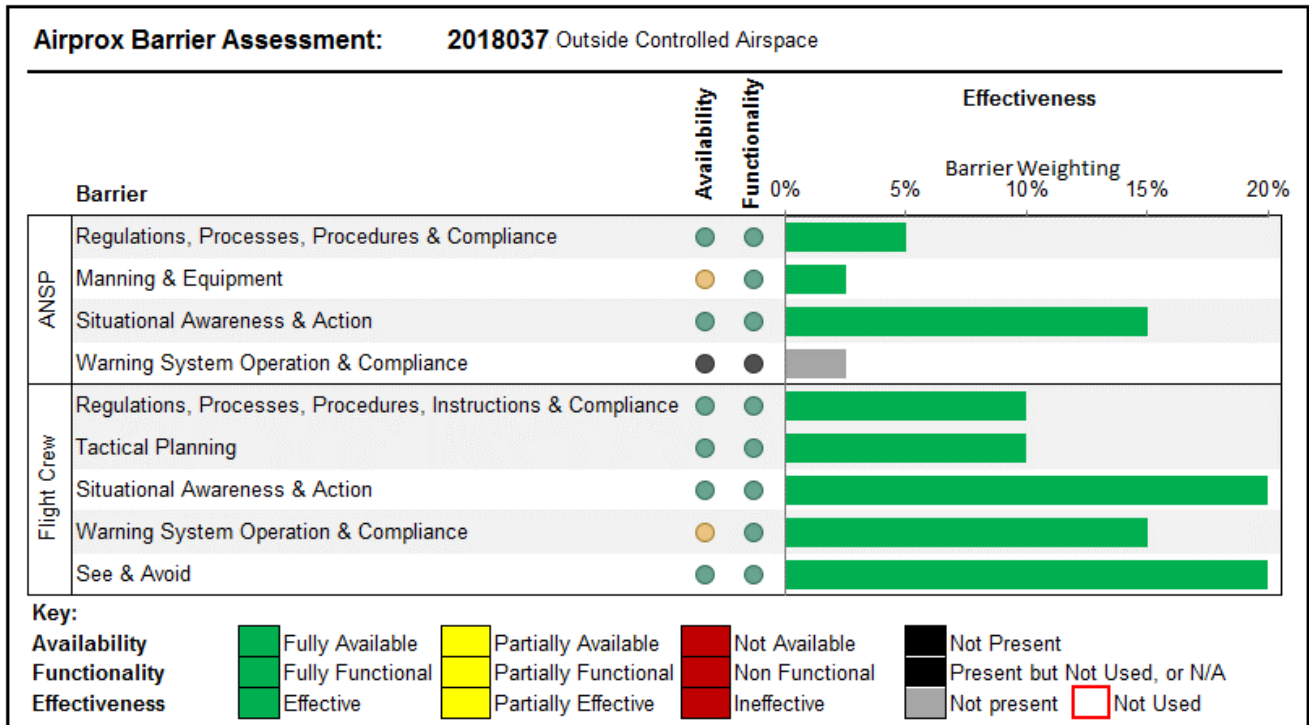 Airprox Barrier Assessment: 2018037 Outside Controlled Airspace
Availability Functionality Effectiveness
Barrier Weighting
Barrier 0% 5% 10% 15% 20%
ANSP
Regulations, Processes, Procedures & Compliance
Manning & Equipment
Situational Awareness & Action
Warning System Operation & Compliance
Flight Crew
Regulations, Processes, Procedures, Instructions & Compliance
Tactical Planning
Situational Awareness & Action
Warning System Operation & Compliance
See & Avoid
Key:
Availability Fully Available Partially Available Not Available Not Present
Functionality Fully Functional Partially Functional Non Functional Present but Not Used, or N/A
Effectiveness Effective Partially Effective Ineffective Not present Not Used